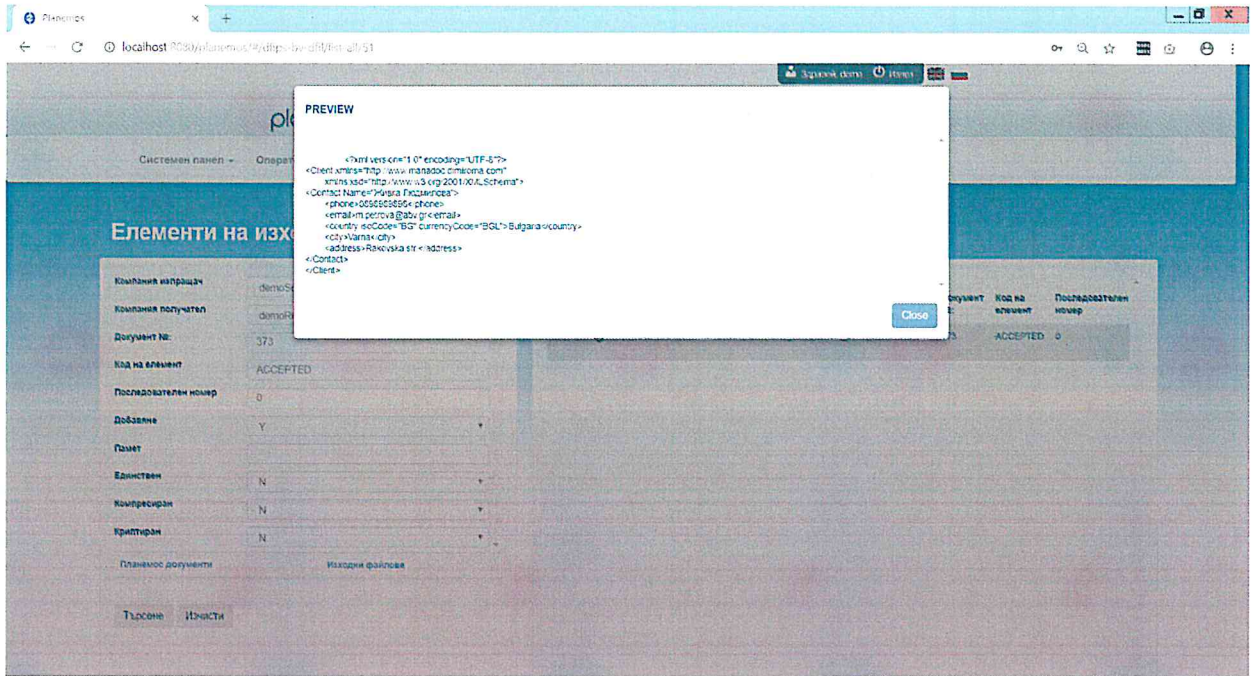 Planemos
localhost:8080/planemos/#/dfips-by-dfif/list-all/51
Здравей, demo Изход
PREVIEW
Системен панел
<?xml version="1.0" encoding="UTF-8"?>
<Client xmlns="http://www.manadoc.dimiroma.com"
xmlns:xsd="http://www.w3.org/2001/XMLSchema">
<Contact Name="Живка Людмилова">
<phone>0898989898</phone>
<email>m.petrova@abv.gr</email>
<country isoCode="BG" currencyCode="BGL">Bulgaria</country>
<city>Varna</city>
<address>Rakovska str.</address>
</Contact>
</Client>
Close
Елементи на изх
Компания изпращач demoS
Компания получател demoR
Документ №: 373
Код на елемент ACCEPTED
Последователен номер 0
Добавяне Y
Памет
Единствен N
Компресиран N
Криптиран N
Планемос документи Изходни файлове
Търсене Изчисти
Код на елемент
Последователен номер
ACCEPTED 0